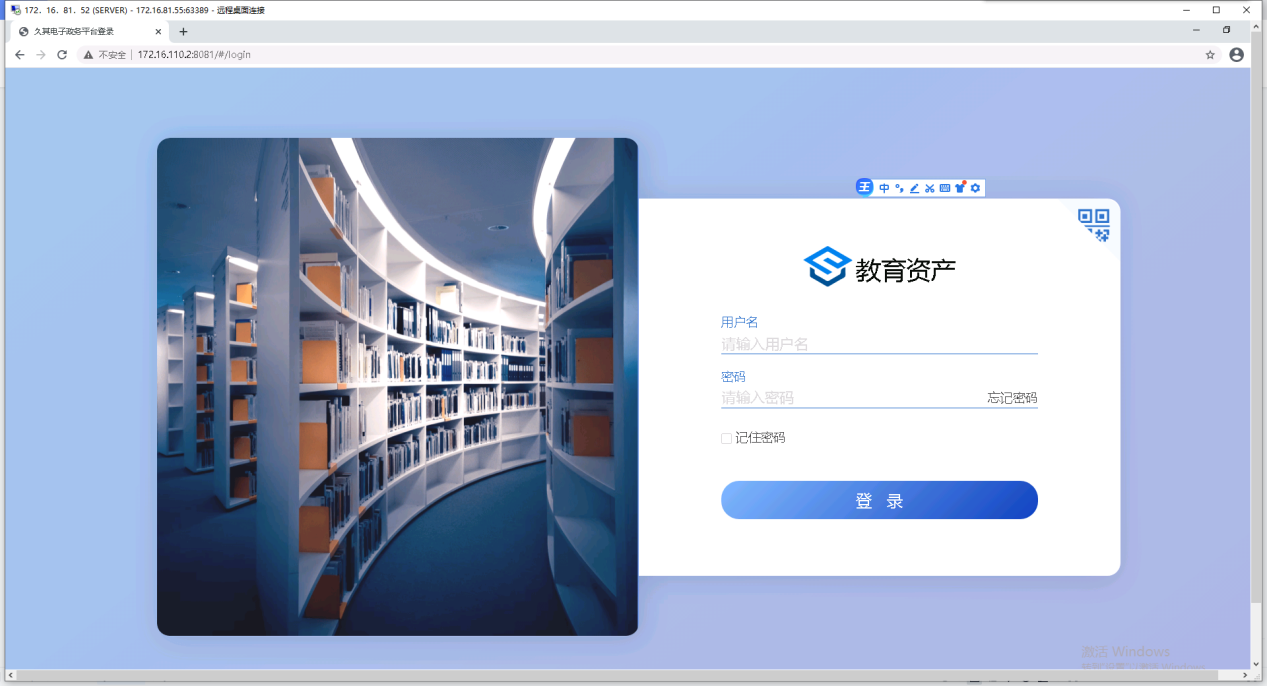 172. 16. 81. 52 (SERVER) - 172.16.81.55:63389 - 远程桌面连接
久其电子政务平台登录
不安全 | 172.16.110.2:8081/#/login
王 中
教育资产
用户名
请输入用户名
密码
请输入密码 忘记密码
记住密码
登 录
激活 Windows